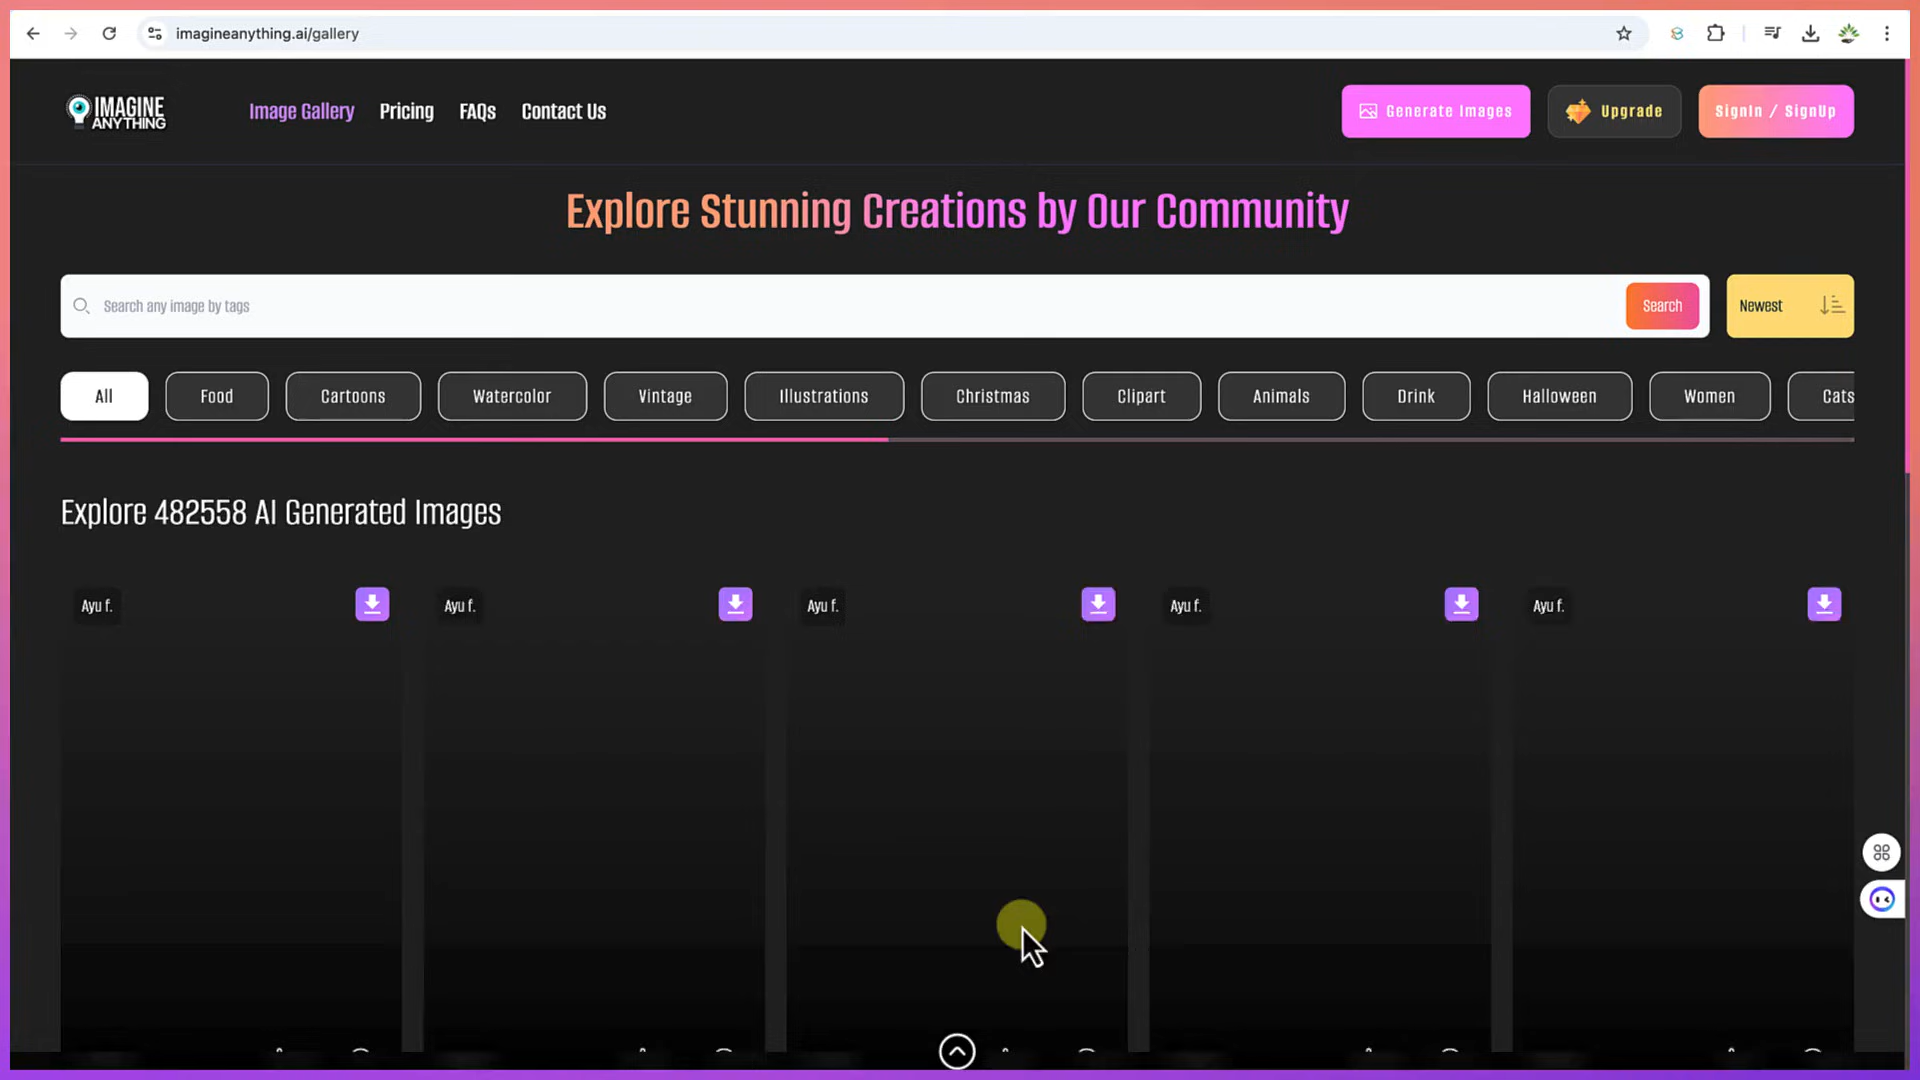 imagineanything.ai/gallery
IMAGINE
ANYTHING
Image Gallery
Pricing
FAQs
Contact Us
Generate Images
Upgrade
SignIn / SignUp
Explore Stunning Creations by Our Community
Search any image by tags
Search
Newest
All
Food
Cartoons
Watercolor
Vintage
Illustrations
Christmas
Clipart
Animals
Drink
Halloween
Women
Cats
Explore 482558 AI Generated Images
Ayu f.
Ayu f.
Ayu f.
Ayu f.
Ayu f.